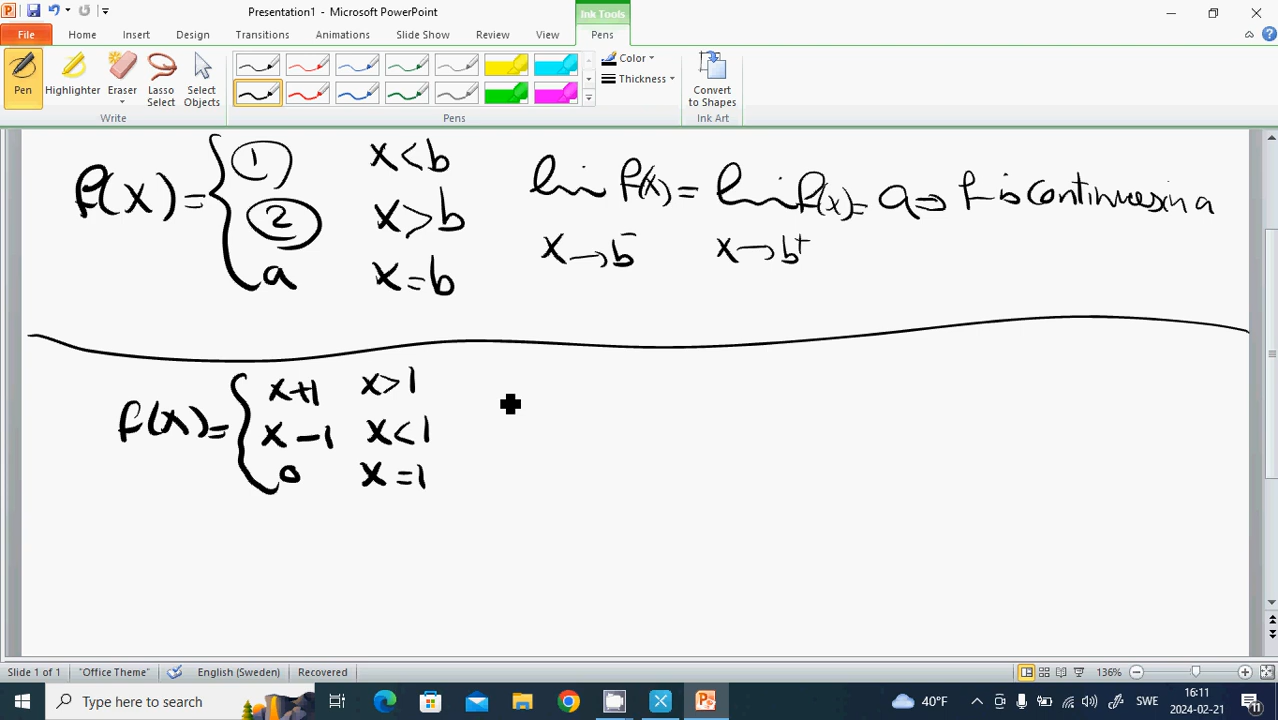 Presentation1 - Microsoft PowerPoint
Ink Tools
File Home Insert Design Transitions Animations Slide Show Review View Pens
Pen Highlighter Eraser Lasso Select Select Objects
Color
Thickness
Convert to Shapes
Write Pens Ink Art
f(x)= { 1 x<b
2 x>b
a x=b
lim f(x) = lim f(x) = a ⇒ f is continues in a
x→b⁻ x→b⁺
f(x)= { x+1 x>1
x-1 x<1
0 x=1
Slide 1 of 1 "Office Theme" English (Sweden) Recovered 136%
Type here to search
40°F
SWE
16:11
2024-02-21